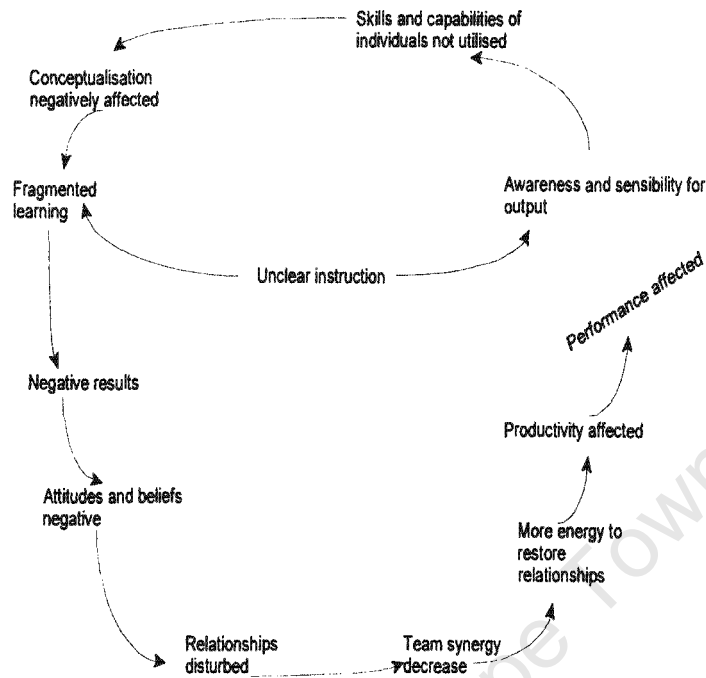 Skills and capabilities of
individuals not utilised
Conceptualisation
negatively affected
Fragmented
learning
Awareness and sensibility for
output
Unclear instruction
Performance affected
Negative results
Productivity affected
Attitudes and beliefs
negative
More energy to
restore
relationships
Relationships
disturbed
Team synergy
decrease
pe Town